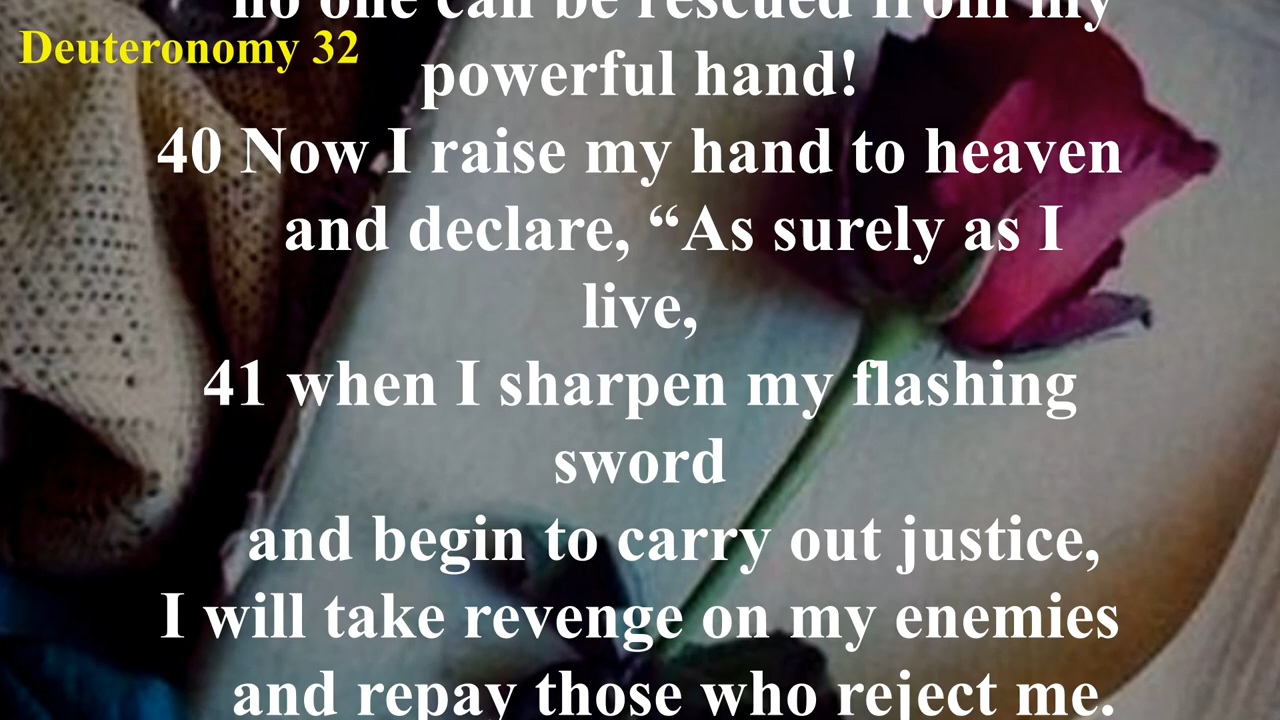 no one can be rescued from my
Deuteronomy 32
powerful hand!
40 Now I raise my hand to heaven
and declare, “As surely as I
live,
41 when I sharpen my flashing
sword
and begin to carry out justice,
I will take revenge on my enemies
and repay those who reject me.